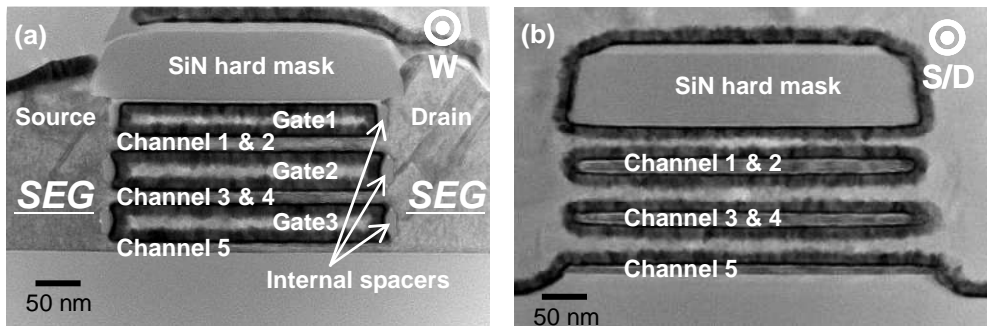 (a)
W
SiN hard mask
Source
Drain
Gate1
Channel 1 & 2
Gate2
SEG
SEG
Channel 3 & 4
Gate3
Channel 5
Internal spacers
50 nm
(b)
S/D
SiN hard mask
Channel 1 & 2
Channel 3 & 4
Channel 5
50 nm